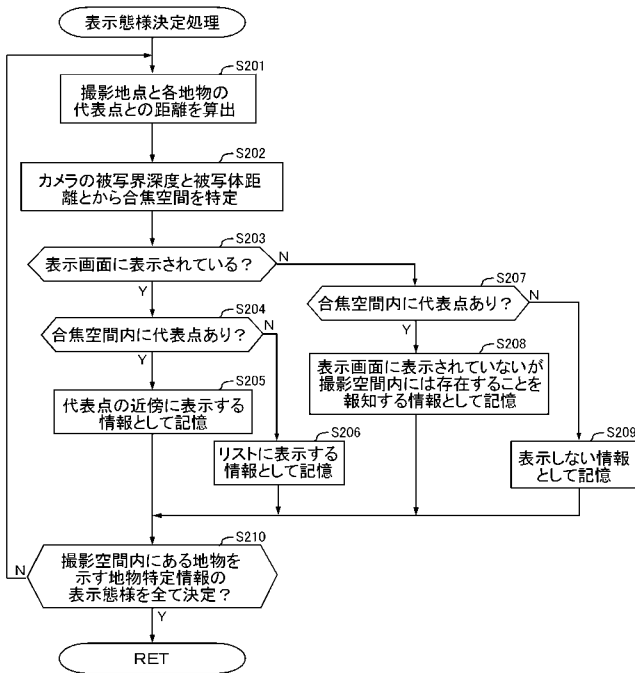 表示態様決定処理
S201
撮影地点と各地物の
代表点との距離を算出
S202
カメラの被写界深度と被写体距
離とから合焦空間を特定
S203
表示画面に表示されている?
N
Y
S204
合焦空間内に代表点あり?
N
Y
S205
代表点の近傍に表示する
情報として記憶
S206
リストに表示する
情報として記憶
S207
合焦空間内に代表点あり?
N
Y
S208
表示画面に表示されていないが
撮影空間内には存在することを
報知する情報として記憶
S209
表示しない情報
として記憶
S210
撮影空間内にある地物を
示す地物特定情報の
表示態様を全て決定?
N
Y
RET